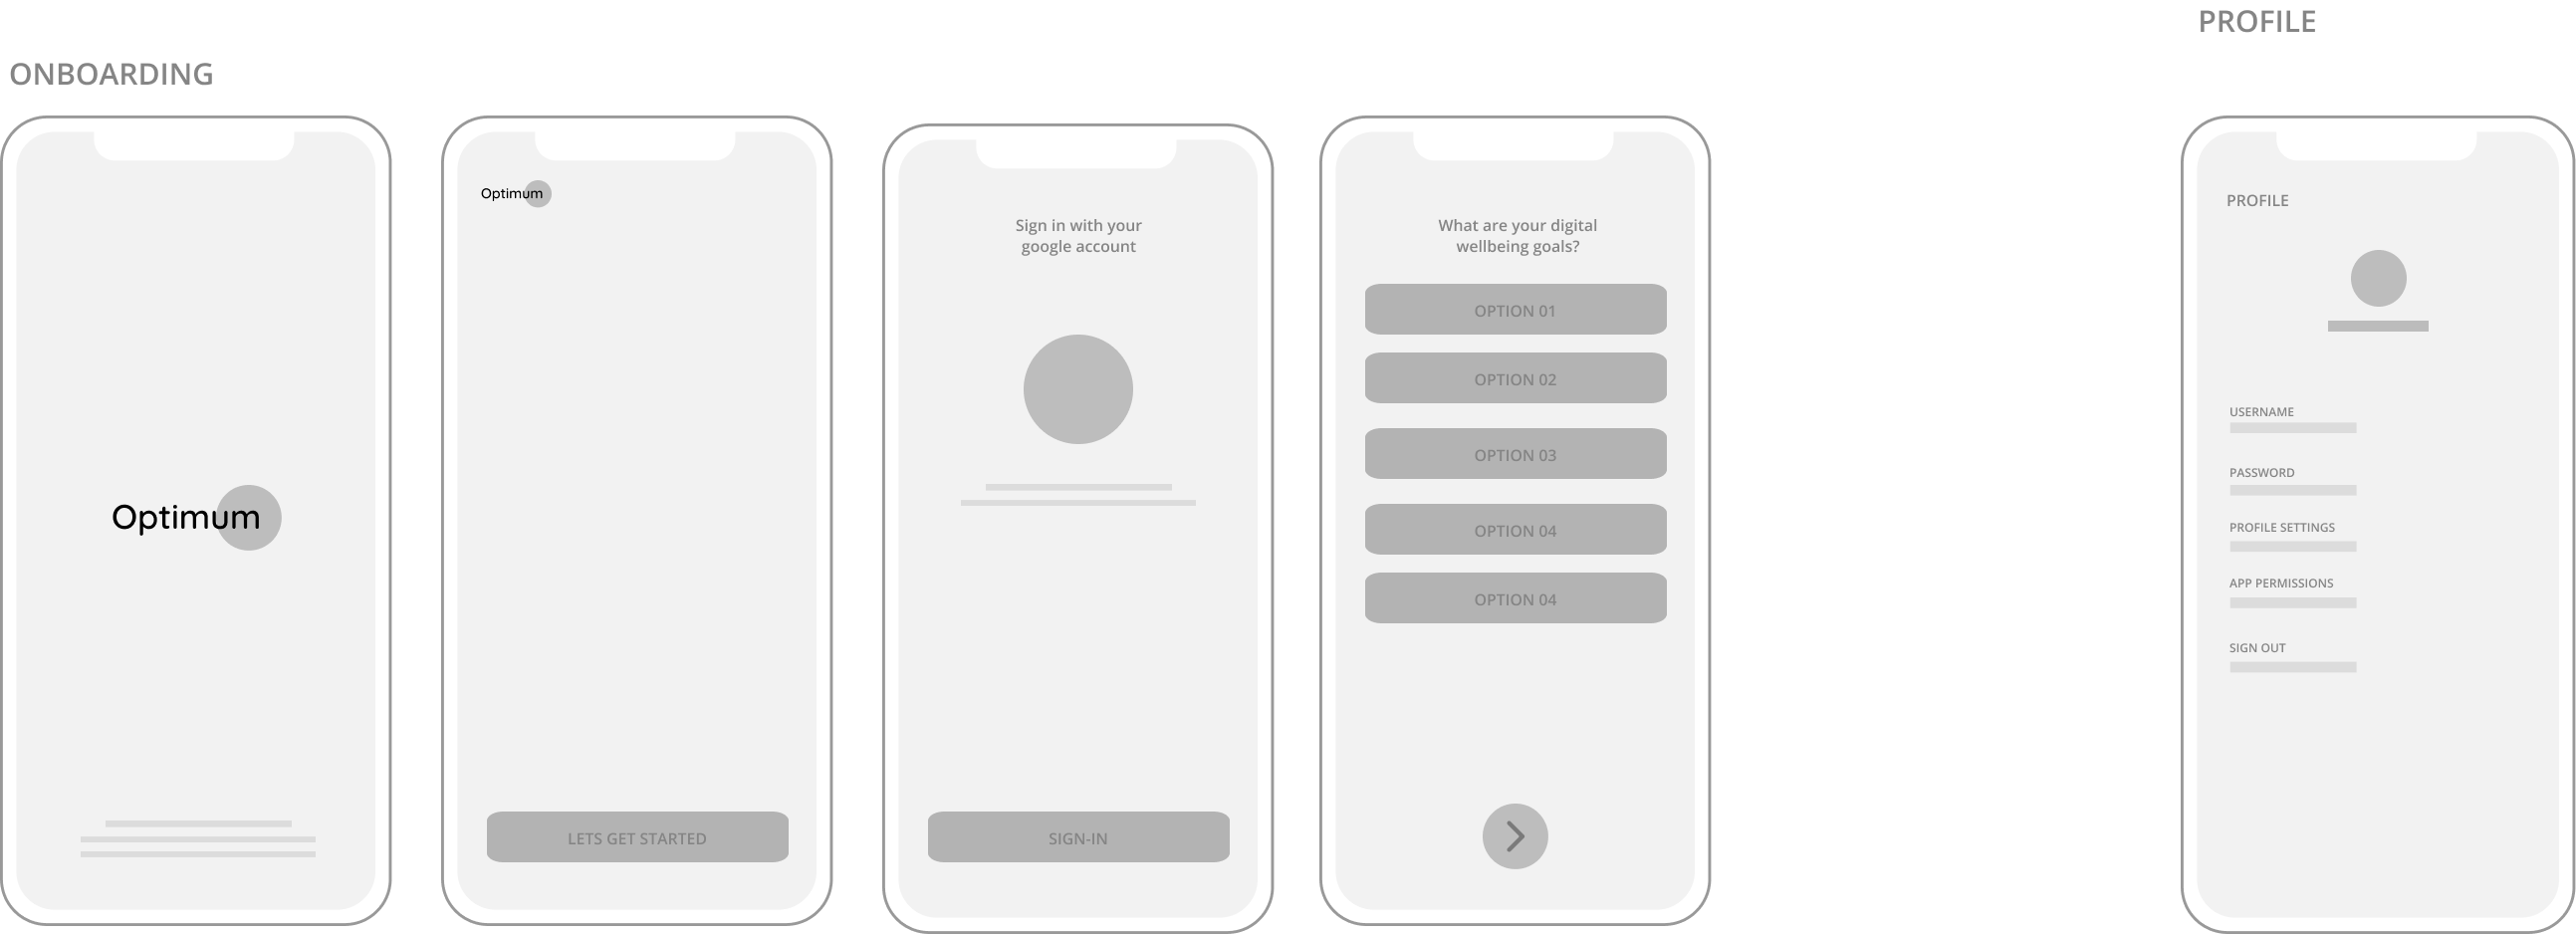 ONBOARDING
Optimum
Optimum
LETS GET STARTED
Sign in with your
google account
SIGN-IN
What are your digital
wellbeing goals?
OPTION 01
OPTION 02
OPTION 03
OPTION 04
OPTION 04
PROFILE
PROFILE
USERNAME
PASSWORD
PROFILE SETTINGS
APP PERMISSIONS
SIGN OUT